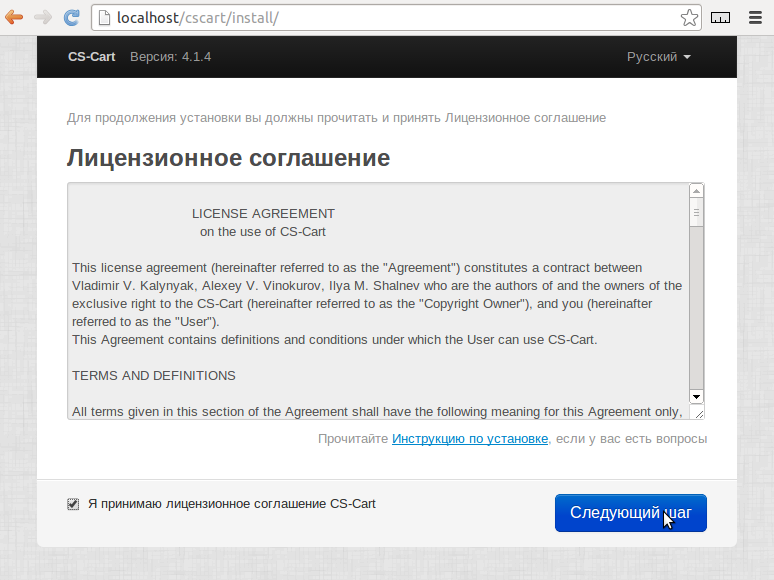 localhost/cscart/install/
CS-Cart Версия: 4.1.4 Русский
Для продолжения установки вы должны прочитать и принять Лицензионное соглашение
Лицензионное соглашение
LICENSE AGREEMENT
on the use of CS-Cart
This license agreement (hereinafter referred to as the "Agreement") constitutes a contract between
Vladimir V. Kalynyak, Alexey V. Vinokurov, Ilya M. Shalnev who are the authors of and the owners of the
exclusive right to the CS-Cart (hereinafter referred to as the "Copyright Owner"), and you (hereinafter
referred to as the "User").
This Agreement contains definitions and conditions under which the User can use CS-Cart.
TERMS AND DEFINITIONS
All terms given in this section of the Agreement shall have the following meaning for this Agreement only,
Прочитайте Инструкцию по установке, если у вас есть вопросы
Я принимаю лицензионное соглашение CS-Cart
Следующий шаг